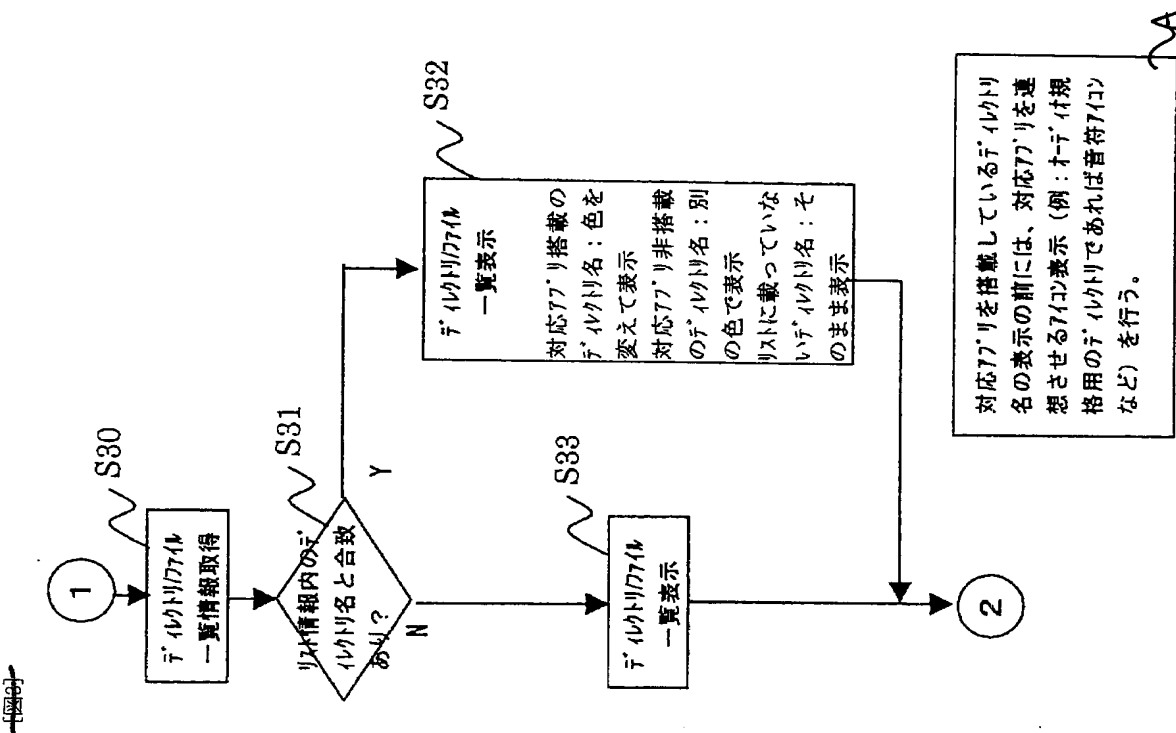 [図3]
1
S30
ディレクトリ/ファイル
一覧情報取得
S31
リスト情報内のデ
ィレクトリ名と合致
あり?
Y
N
S32
ディレクトリ/ファイル
一覧表示
対応アプリ搭載の
ディレクトリ名:色を
変えて表示
対応アプリ非搭載
のディレクトリ名:別
の色で表示
リストに載っていな
いディレクトリ名:そ
のまま表示
S33
ディレクトリ/ファイル
一覧表示
2
対応アプリを搭載しているディレクトリ
名の表示の前には、対応アプリを連
想させるアイコン表示(例:オーディオ規
格用のディレクトリであれば音符アイコン
など)を行う。
A